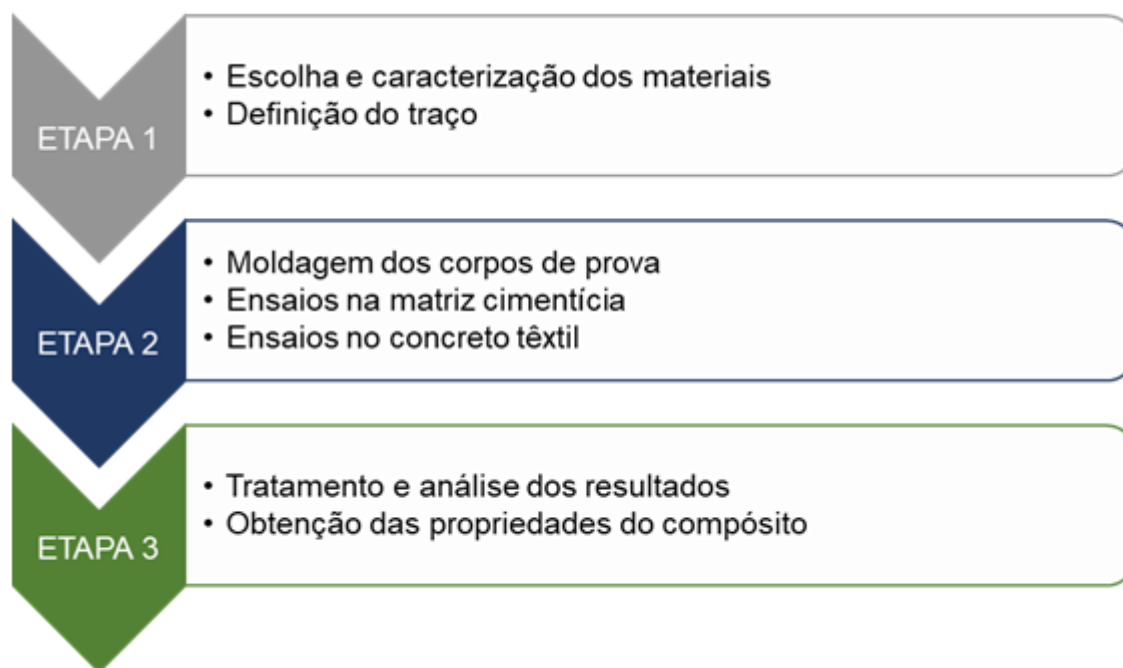 ETAPA 1
• Escolha e caracterização dos materiais
• Definição do traço
ETAPA 2
• Moldagem dos corpos de prova
• Ensaios na matriz cimentícia
• Ensaios no concreto têxtil
ETAPA 3
• Tratamento e análise dos resultados
• Obtenção das propriedades do compósito